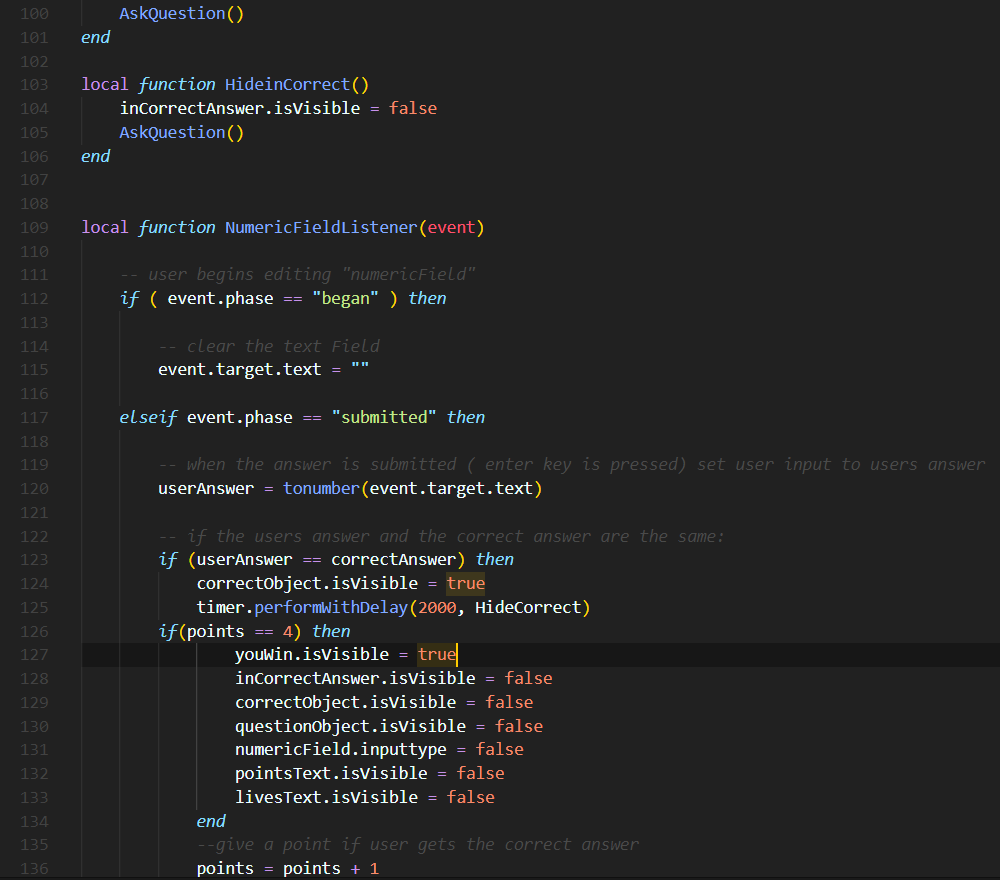 100 AskQuestion()
101 end
102
103 local function HideinCorrect()
104 inCorrectAnswer.isVisible = false
105 AskQuestion()
106 end
107
108
109 local function NumericFieldListener(event)
110
111 -- user begins editing "numericField"
112 if ( event.phase == "began" ) then
113
114 -- clear the text Field
115 event.target.text = ""
116
117 elseif event.phase == "submitted" then
118
119 -- when the answer is submitted ( enter key is pressed) set user input to users answer
120 userAnswer = tonumber(event.target.text)
121
122 -- if the users answer and the correct answer are the same:
123 if (userAnswer == correctAnswer) then
124 correctObject.isVisible = true
125 timer.performWithDelay(2000, HideCorrect)
126 if(points == 4) then
127 youWin.isVisible = true
128 inCorrectAnswer.isVisible = false
129 correctObject.isVisible = false
130 questionObject.isVisible = false
131 numericField.inputtype = false
132 pointsText.isVisible = false
133 livesText.isVisible = false
134 end
135 --give a point if user gets the correct answer
136 points = points + 1